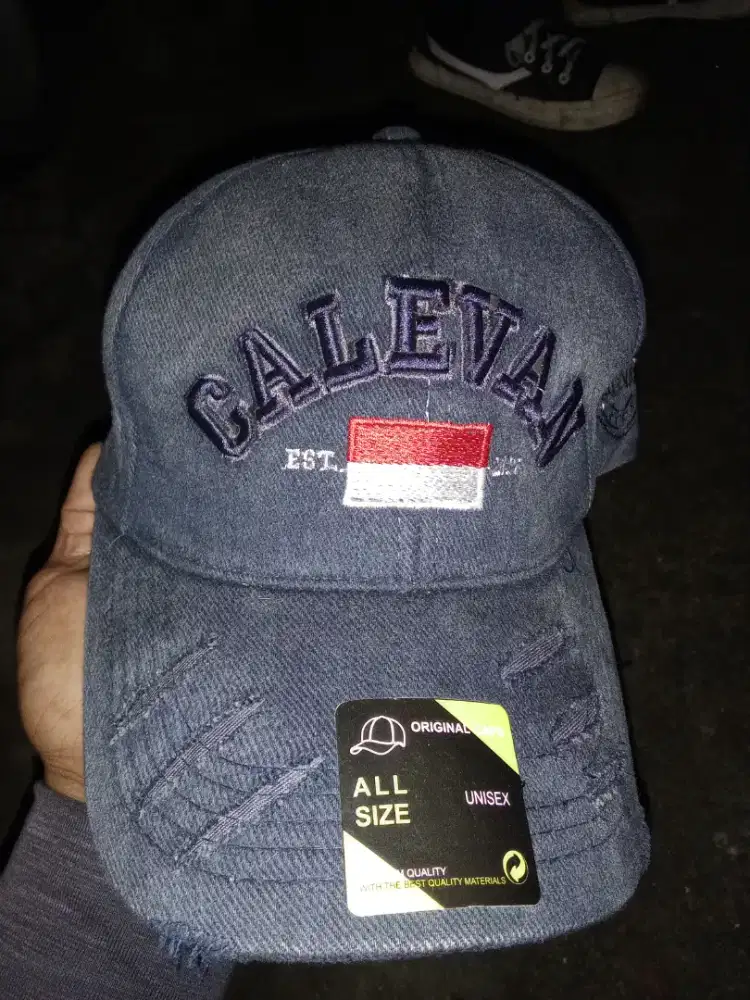 CALEVAN
EST.
ORIGINAL
ALL
SIZE
UNISEX
QUALITY
WITH THE BEST QUALITY MATERIALS